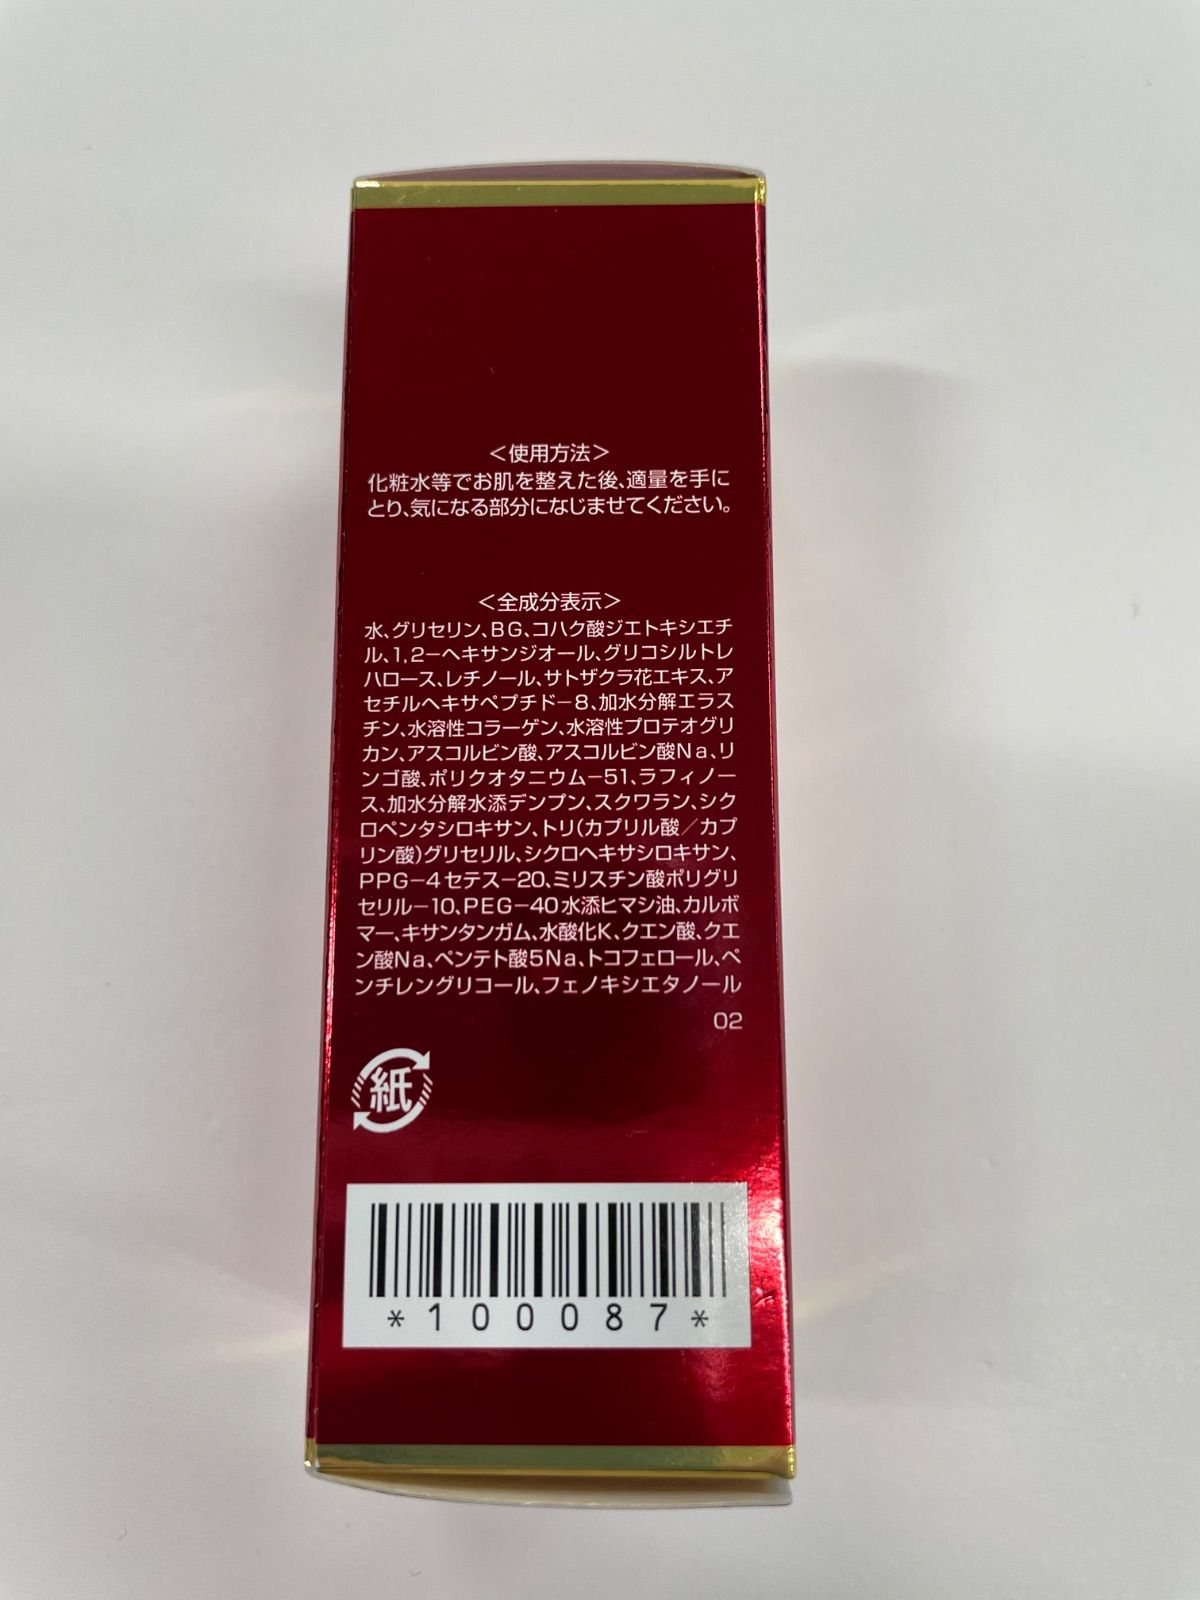 <使用方法>
化粧水等でお肌を整えた後、適量を手に
とり、気になる部分になじませてください。
<全成分表示>
水、グリセリン、BG、コハク酸ジエトキシエチ
ル、1,2-ヘキサンジオール、グリコシルトレ
ハロース、レチノール、サトザクラ花エキス、ア
セチルヘキサペプチド-8、加水分解エラス
チン、水溶性コラーゲン、水溶性プロテオグリ
カン、アスコルビン酸、アスコルビン酸Na、リ
ンゴ酸、ポリクオタニウム-51、ラフィノー
ス、加水分解水添デンプン、スクワラン、シク
ロペンタシロキサン、トリ(カプリル酸/カプ
リン酸)グリセリル、シクロヘキサシロキサン、
PPG-4セテス-20、ミリスチン酸ポリグリ
セリル-10、PEG-40水添ヒマシ油、カルボ
マー、キサンタンガム、水酸化K、クエン酸、クエ
ン酸Na、ペンテト酸5Na、トコフェロール、ペ
ンチレングリコール、フェノキシエタノール
02
紙
*100087*